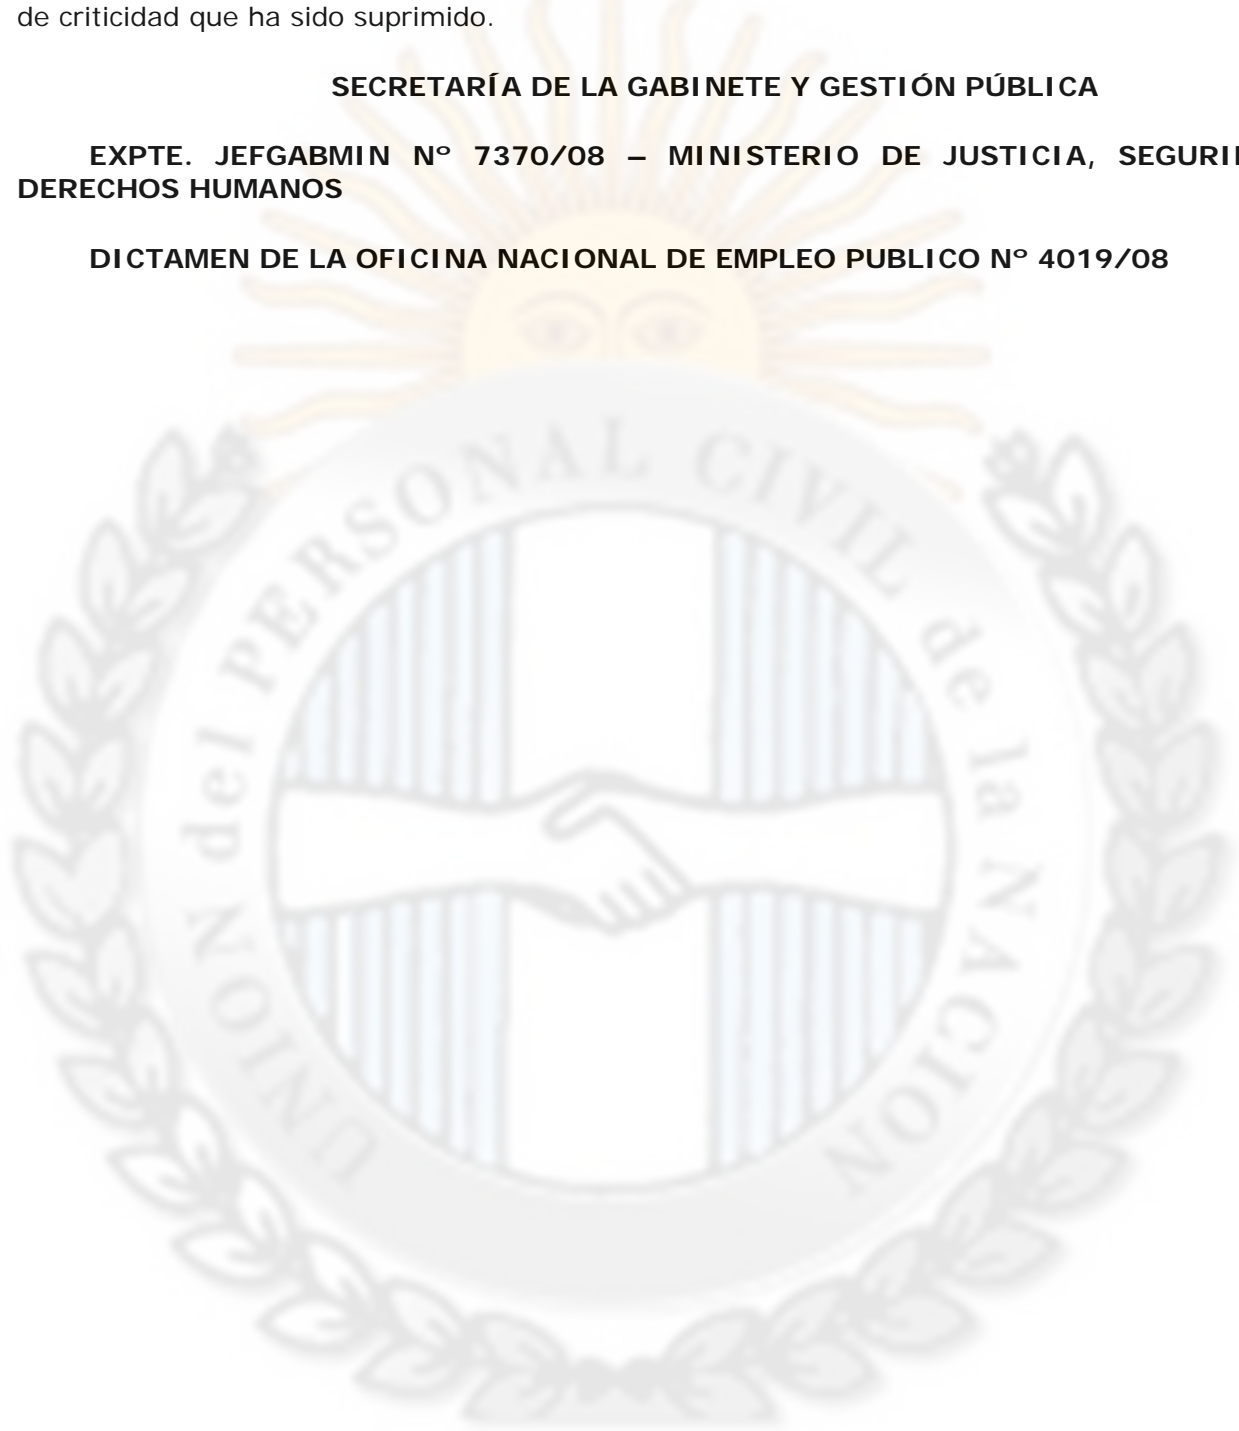 de criticidad que ha sido suprimido.
SECRETARÍA DE LA GABINETE Y GESTIÓN PÚBLICA
EXPTE. JEFGABMIN Nº 7370/08 – MINISTERIO DE JUSTICIA,
DERECHOS HUMANOS
DICTAMEN DE LA OFICINA NACIONAL DE EMPLEO PUBLICO Nº 4019/08
UNION del PERSONAL CIVIL de la NACION